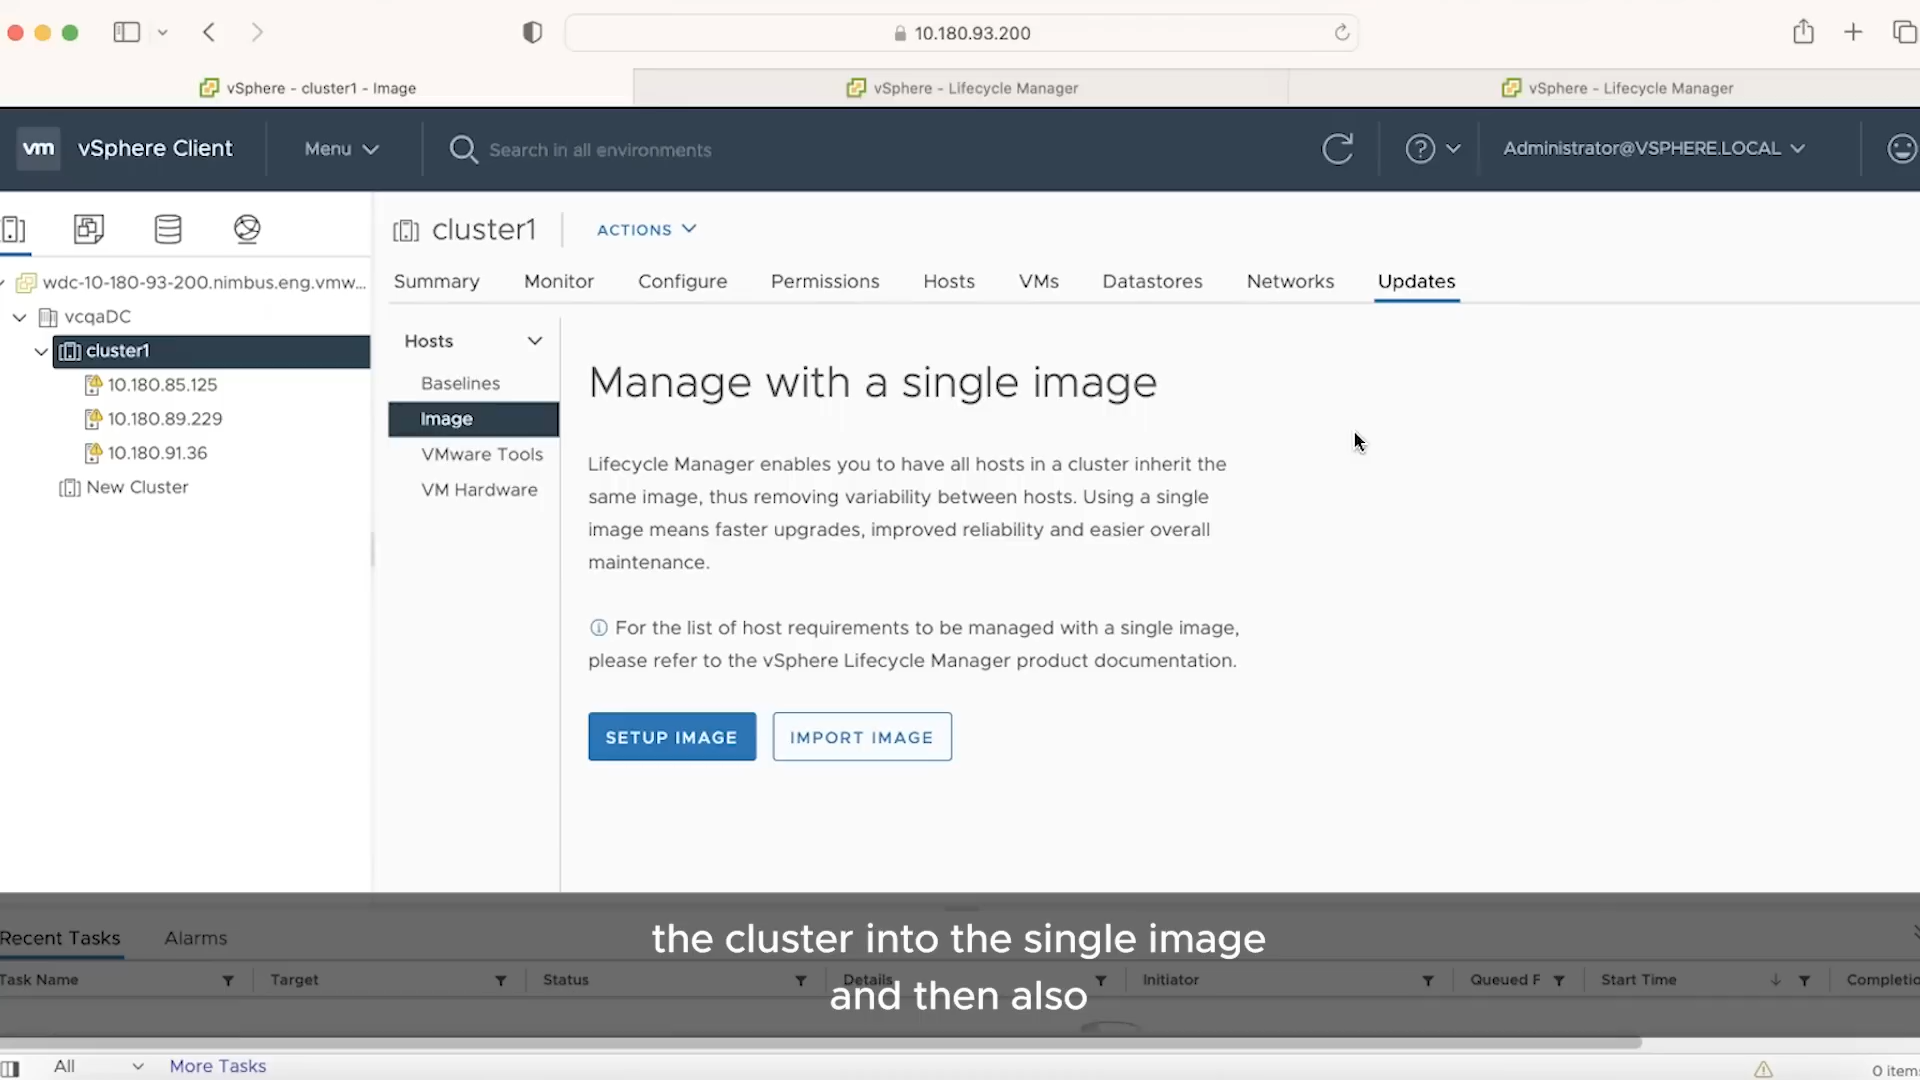 10.180.93.200
vSphere - cluster1 - Image
vSphere - Lifecycle Manager
vSphere - Lifecycle Manager
vm
vSphere Client
Menu
Search in all environments
Administrator@VSPHERE.LOCAL
wdc-10-180-93-200.nimbus.eng.vmw...
vcqaDC
cluster1
10.180.85.125
10.180.89.229
10.180.91.36
New Cluster
cluster1
ACTIONS
Summary
Monitor
Configure
Permissions
Hosts
VMs
Datastores
Networks
Updates
Hosts
Baselines
Image
VMware Tools
VM Hardware
Manage with a single image
Lifecycle Manager enables you to have all hosts in a cluster inherit the
same image, thus removing variability between hosts. Using a single
image means faster upgrades, improved reliability and easier overall
maintenance.
For the list of host requirements to be managed with a single image,
please refer to the vSphere Lifecycle Manager product documentation.
SETUP IMAGE
IMPORT IMAGE
Recent Tasks
Alarms
Task Name
Target
Status
Details
Initiator
Queued F
Start Time
Completio
the cluster into the single image
and then also
All
More Tasks
0 item